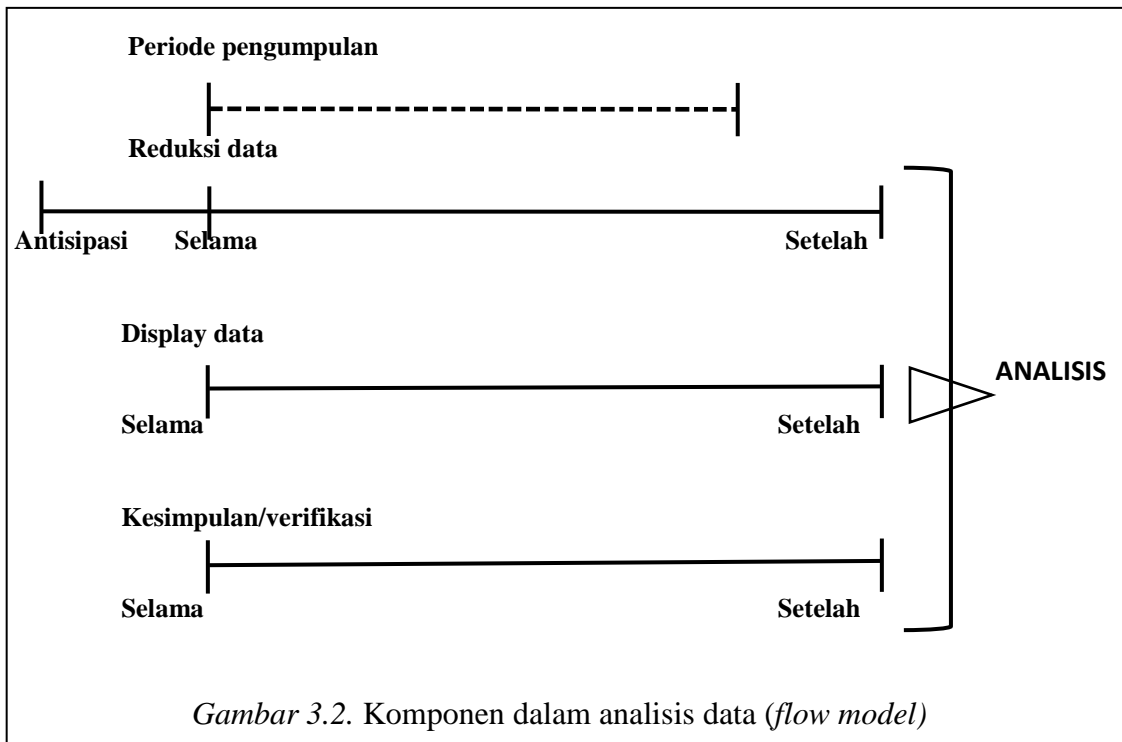 Periode pengumpulan
Reduksi data
Antisipasi Selama Setelah
Display data
ANALISIS
Selama Setelah
Kesimpulan/verifikasi
Selama Setelah
Gambar 3.2. Komponen dalam analisis data (flow model)